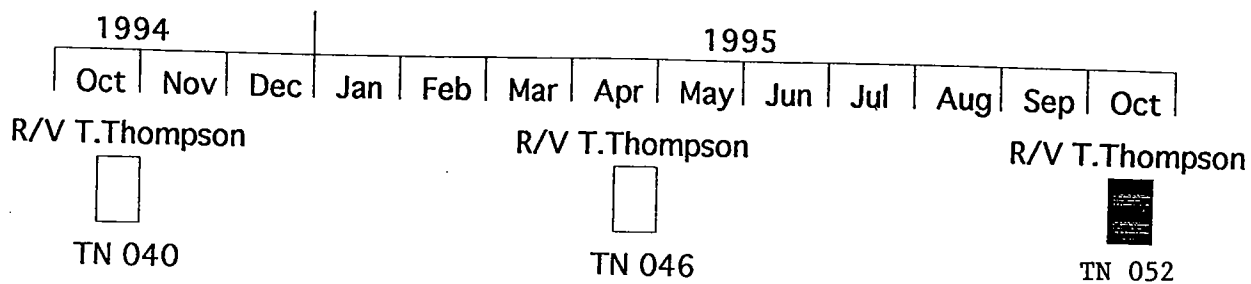 1994 1995
Oct Nov Dec Jan Feb Mar Apr May Jun Jul Aug Sep Oct
R/V T.Thompson R/V T.Thompson R/V T.Thompson
TN 040 TN 046 TN 052